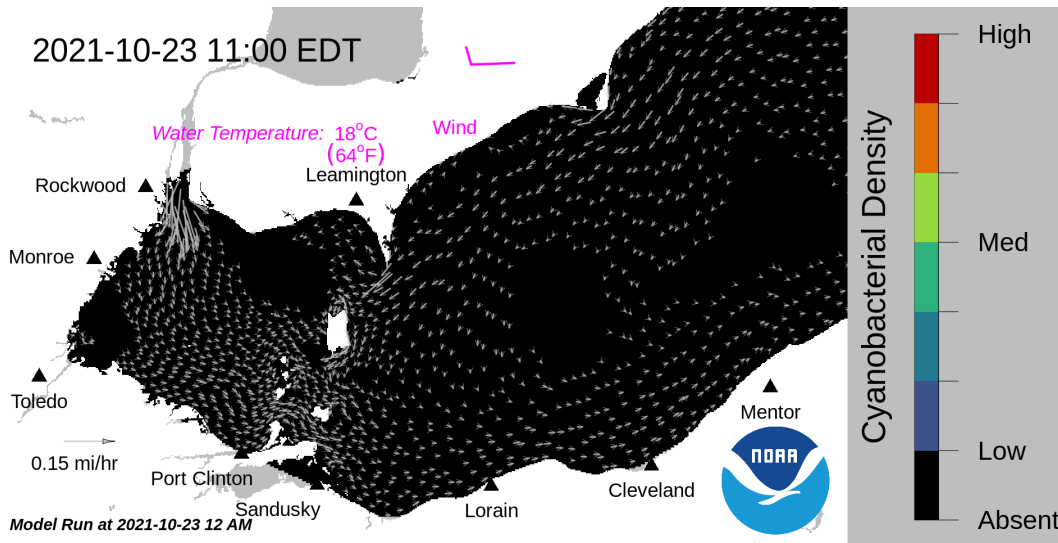 2021-10-23 11:00 EDT
Water Temperature: 18°C
(64°F)
Wind
Leamington
Rockwood
Monroe
Toledo
0.15 mi/hr
Port Clinton
Sandusky
Lorain
Cleveland
Mentor
NOAA
Model Run at 2021-10-23 12 AM
Cyanobacterial Density
High
Med
Low
Absent